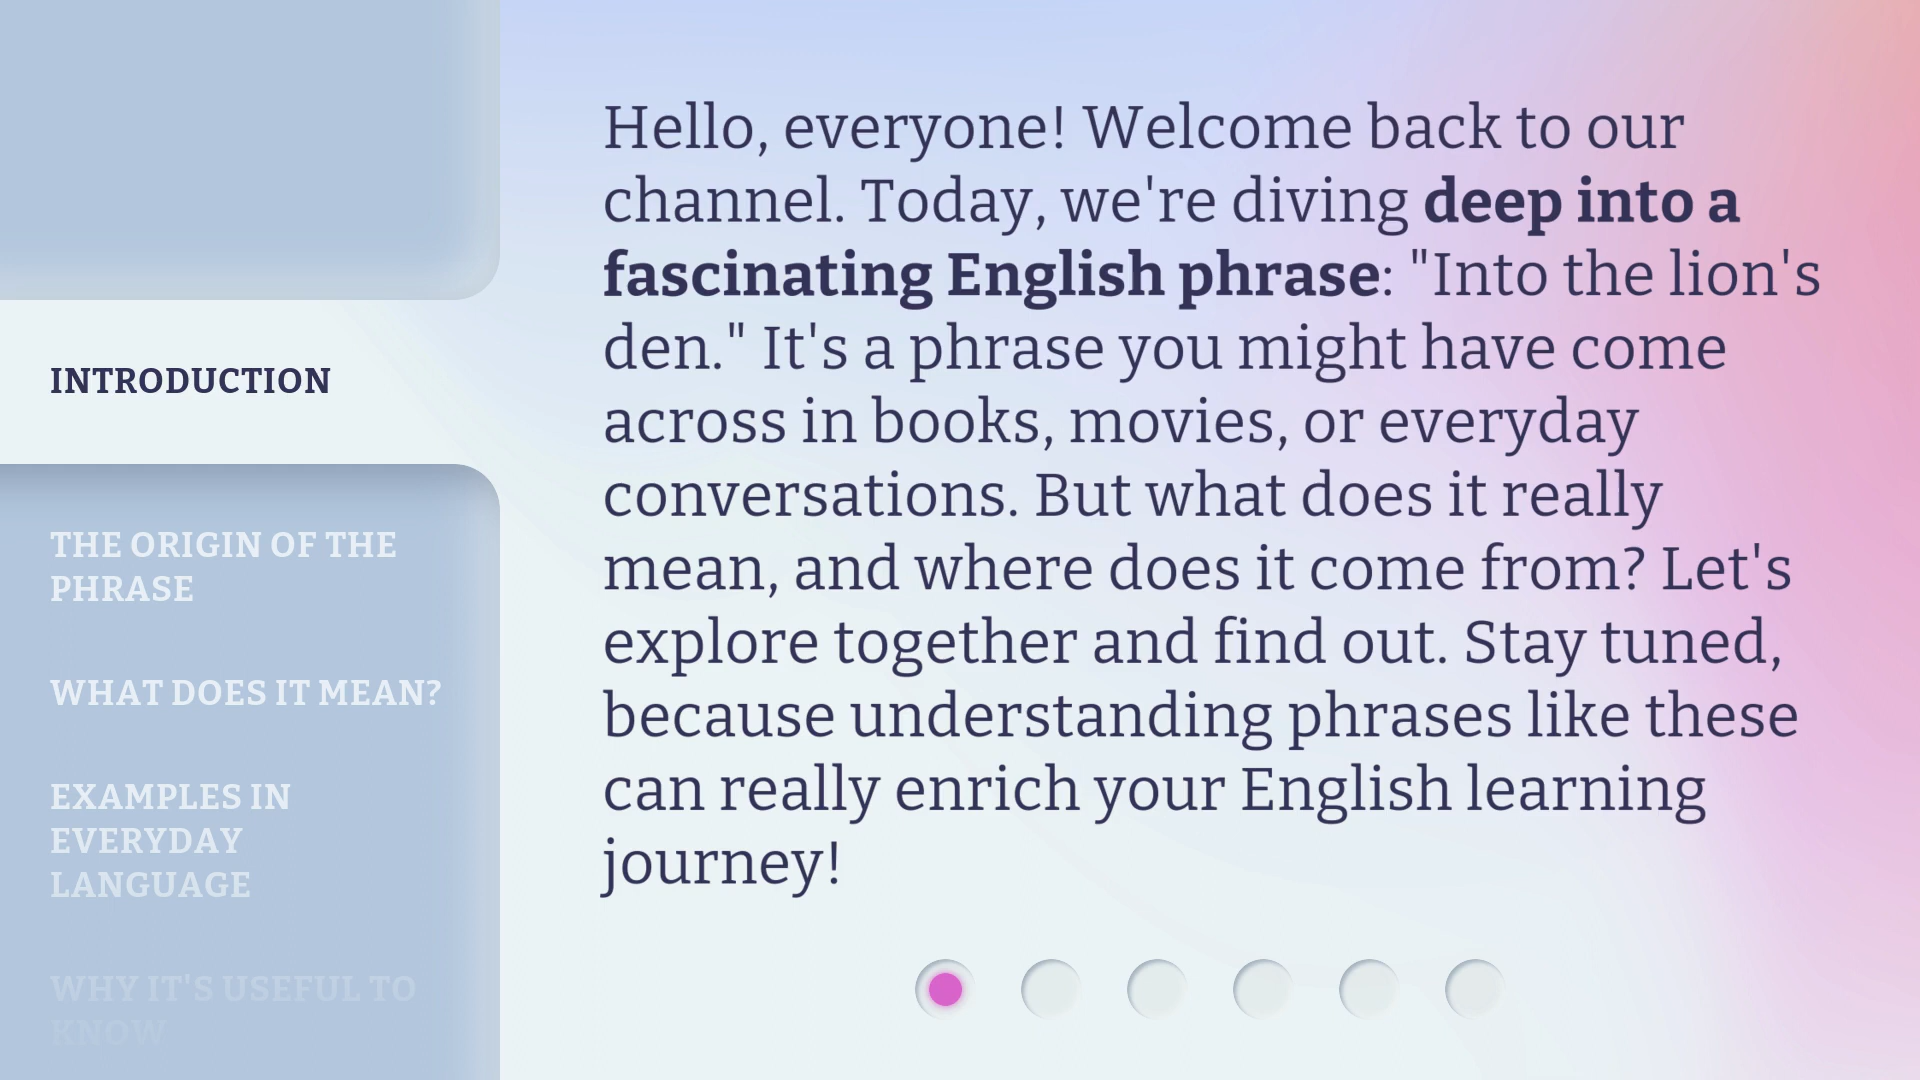 INTRODUCTION
THE ORIGIN OF THE
PHRASE
WHAT DOES IT MEAN?
EXAMPLES IN
EVERYDAY
LANGUAGE
WHY IT'S USEFUL TO
KNOW
Hello, everyone! Welcome back to our
channel. Today, we're diving deep into a
fascinating English phrase: "Into the lion's
den." It's a phrase you might have come
across in books, movies, or everyday
conversations. But what does it really
mean, and where does it come from? Let's
explore together and find out. Stay tuned,
because understanding phrases like these
can really enrich your English learning
journey!